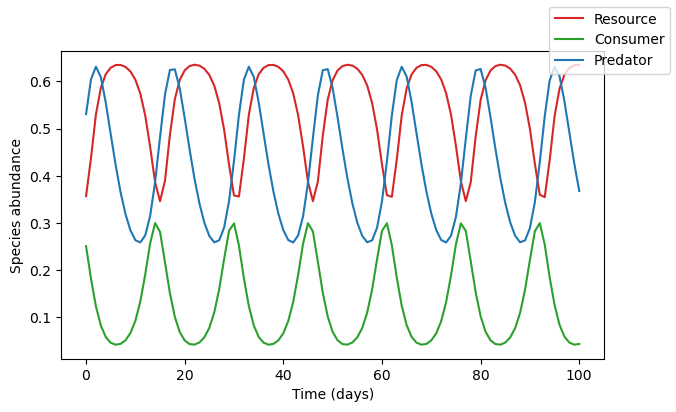 Resource
Consumer
Predator
Species abundance
0.6
0.5
0.4
0.3
0.2
0.1
0 20 40 60 80 100
Time (days)